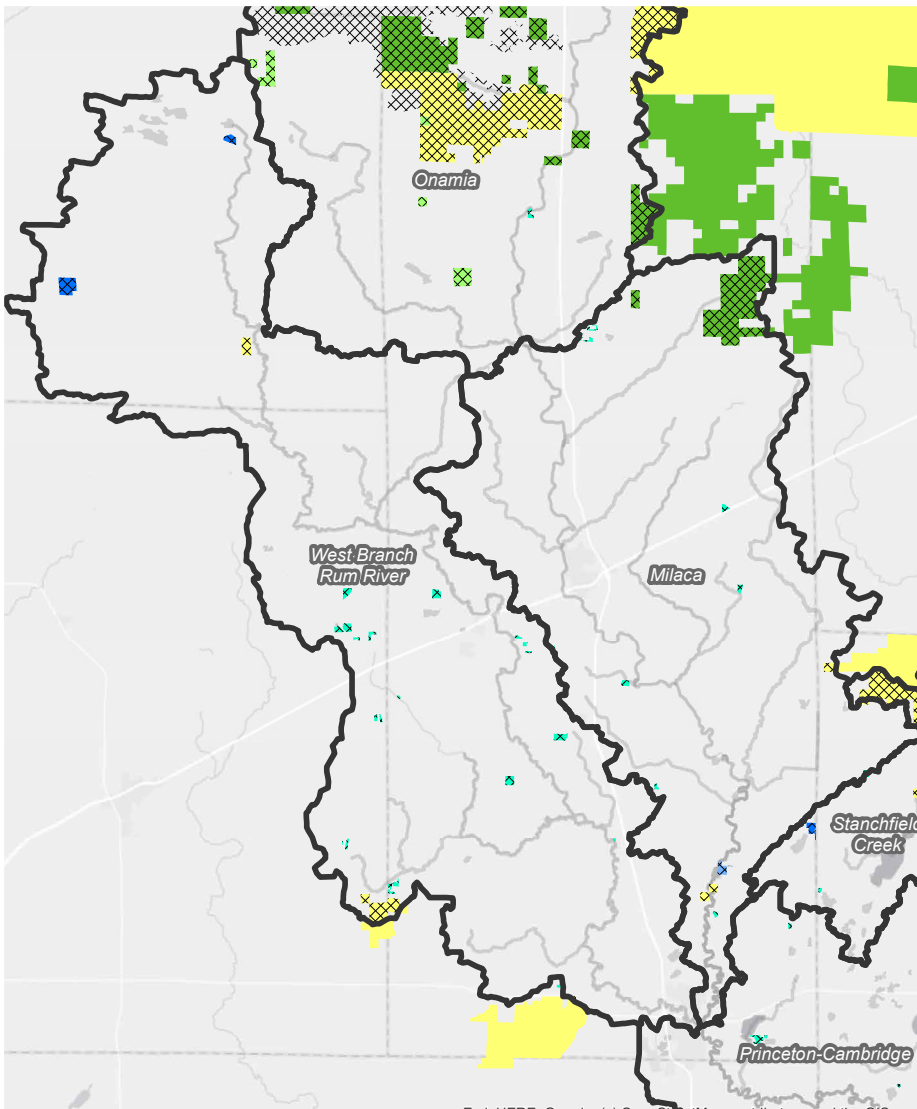 Onamia
West Branch
Rum River
Milaca
Stanchfield
Creek
Princeton-Cambridge